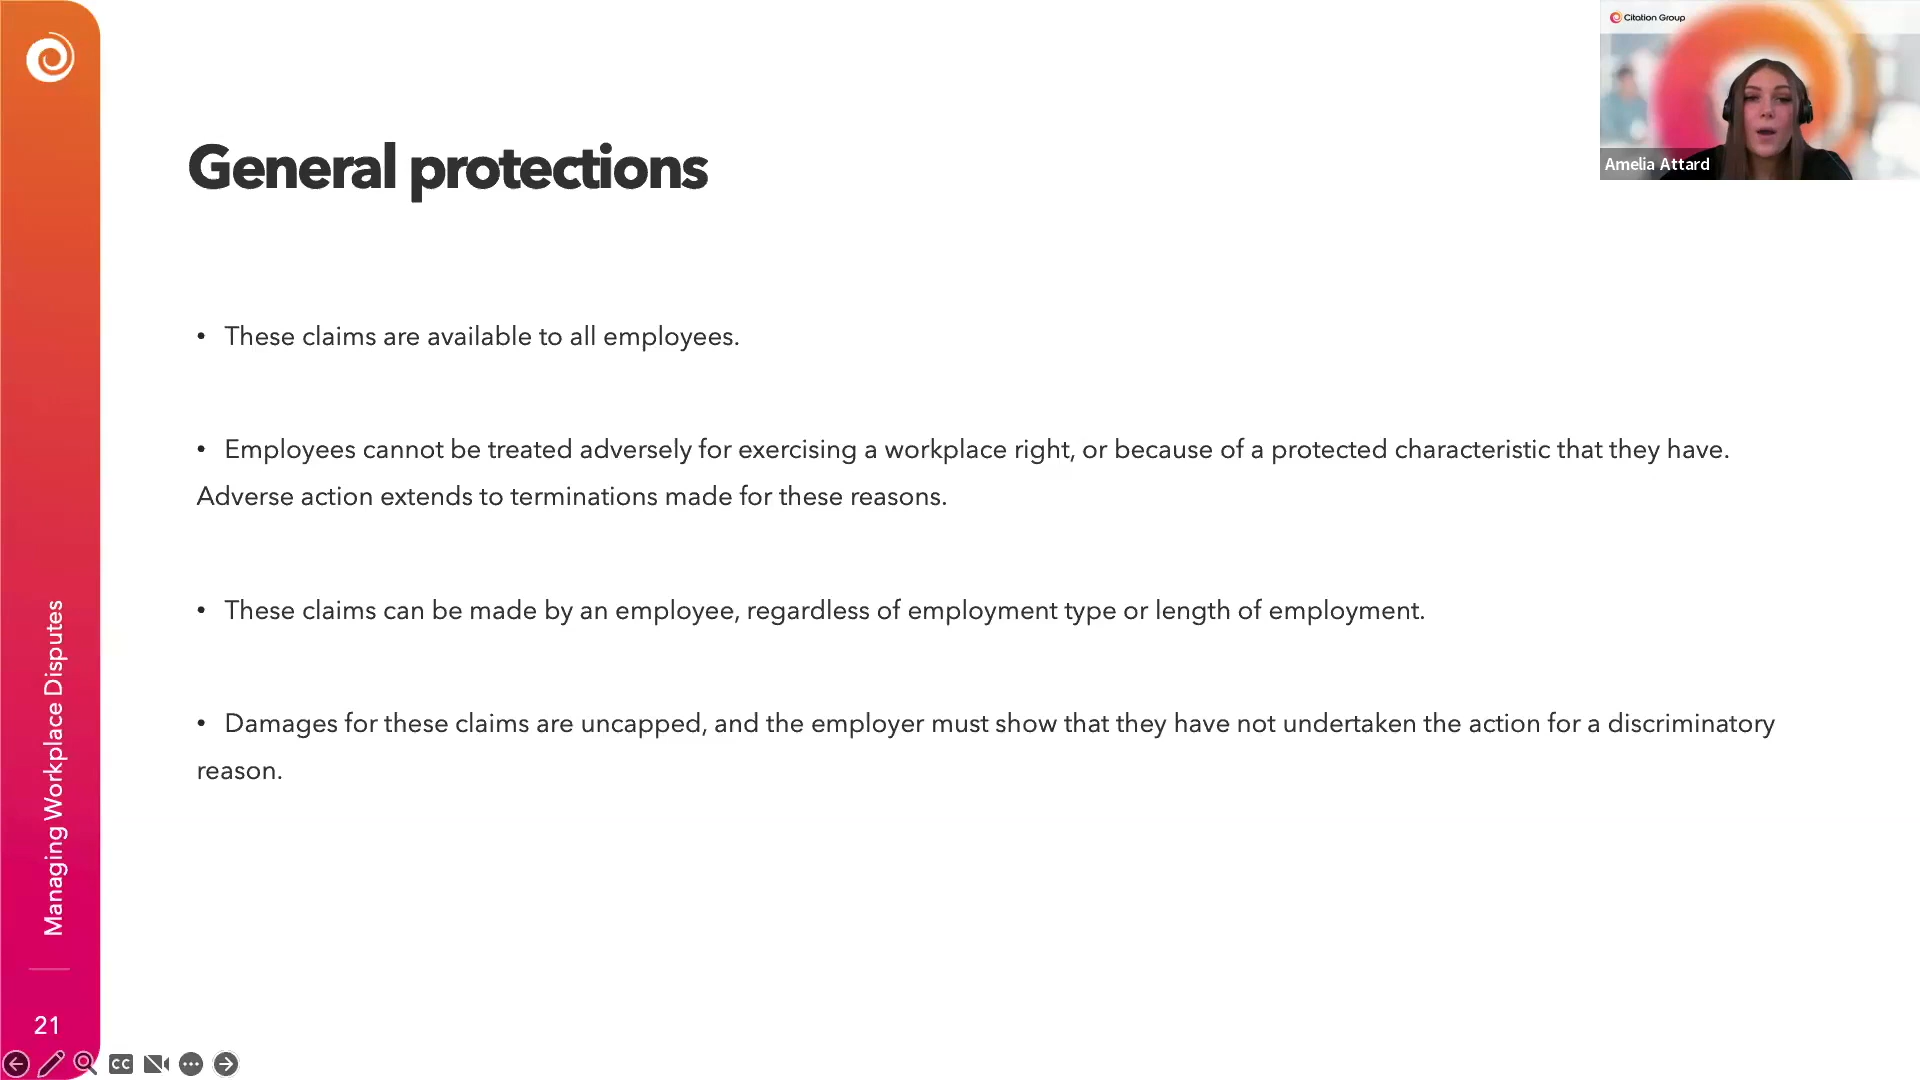 Citation Group
Amelia Attard
General protections
• These claims are available to all employees.
• Employees cannot be treated adversely for exercising a workplace right, or because of a protected characteristic that they have.
Adverse action extends to terminations made for these reasons.
• These claims can be made by an employee, regardless of employment type or length of employment.
• Damages for these claims are uncapped, and the employer must show that they have not undertaken the action for a discriminatory
reason.
Managing Workplace Disputes
21
CC